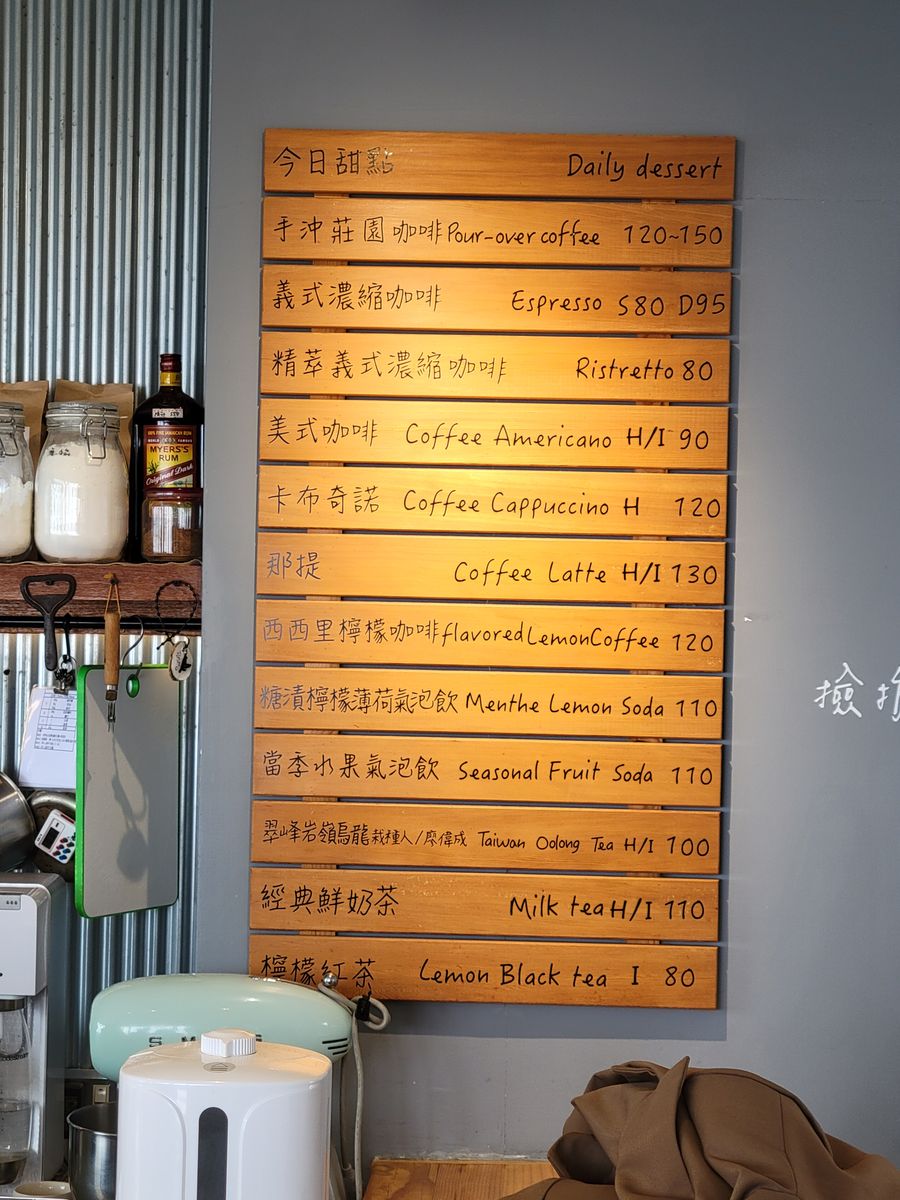 今日甜點 Daily dessert
手沖莊園咖啡 Pour-over coffee 120~150
義式濃縮咖啡 Espresso S80 D95
精萃義式濃縮咖啡 Ristretto 80
美式咖啡 Coffee Americano H/I 90
卡布奇諾 Coffee Cappuccino H 120
那提 Coffee Latte H/I 130
西西里檸檬咖啡 flavored Lemon Coffee 120
糖漬檸檬薄荷氣泡飲 Menthe Lemon Soda 110
當季水果氣泡飲 Seasonal Fruit Soda 110
翠峰岩嶺烏龍 栽種人/廖偉成 Taiwan Oolong Tea H/I 100
經典鮮奶茶 Milk tea H/I 110
檸檬紅茶 Lemon Black tea I 80
100% FINE JAMAICAN RUM
WORLD FAMOUS
MYERS'S
RUM
Original Dark
撿